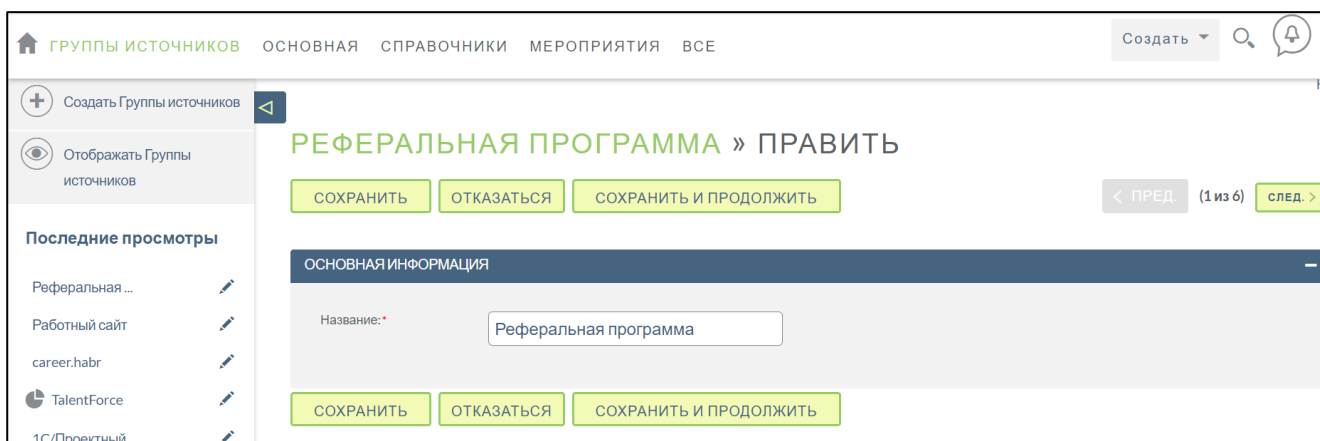 ГРУППЫ ИСТОЧНИКОВ ОСНОВНАЯ СПРАВОЧНИКИ МЕРОПРИЯТИЯ ВСЕ Создать
Создать Группы источников
Отображать Группы
источников
Последние просмотры
Реферальная ...
Работный сайт
career.habr
TalentForce
1С/Проектный
РЕФЕРАЛЬНАЯ ПРОГРАММА » ПРАВИТЬ
СОХРАНИТЬ ОТКАЗАТЬСЯ СОХРАНИТЬ И ПРОДОЛЖИТЬ < ПРЕД. (1 из 6) СЛЕД. >
ОСНОВНАЯ ИНФОРМАЦИЯ
Название:* Реферальная программа
СОХРАНИТЬ ОТКАЗАТЬСЯ СОХРАНИТЬ И ПРОДОЛЖИТЬ